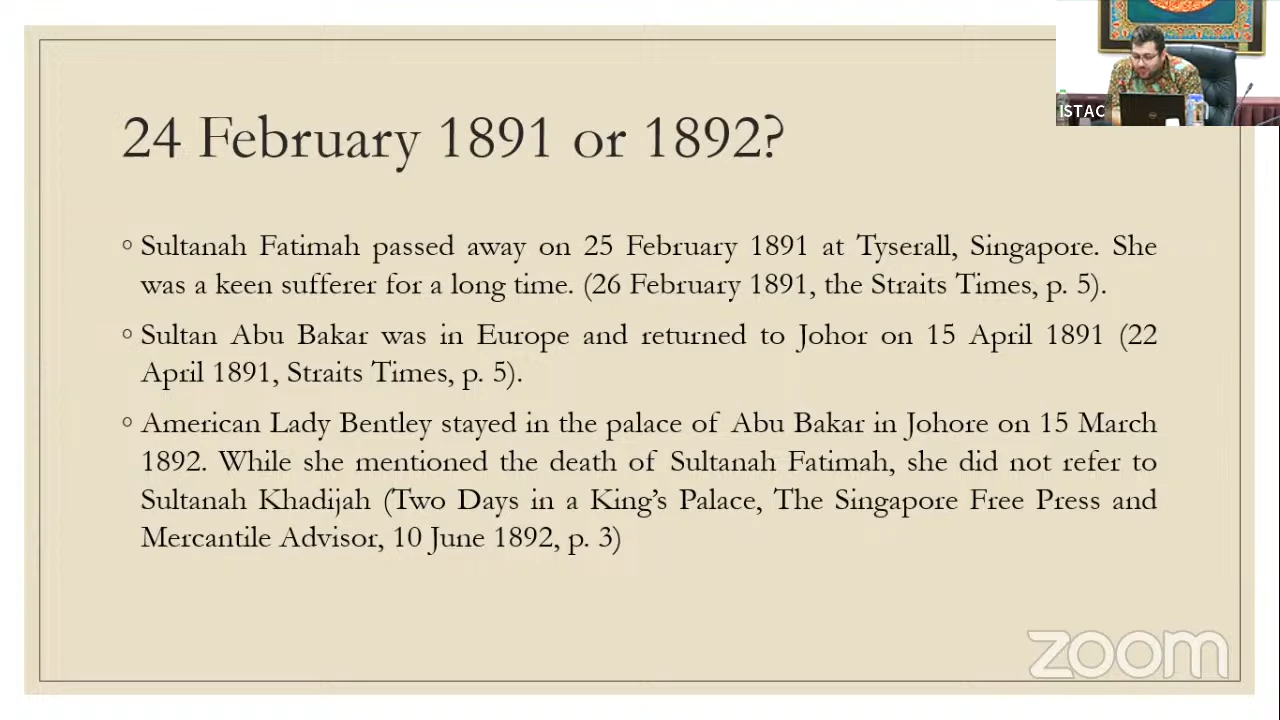 24 February 1891 or 1892?
ISTAC
◦ Sultanah Fatimah passed away on 25 February 1891 at Tyserall, Singapore. She
was a keen sufferer for a long time. (26 February 1891, the Straits Times, p. 5).
◦ Sultan Abu Bakar was in Europe and returned to Johor on 15 April 1891 (22
April 1891, Straits Times, p. 5).
◦ American Lady Bentley stayed in the palace of Abu Bakar in Johore on 15 March
1892. While she mentioned the death of Sultanah Fatimah, she did not refer to
Sultanah Khadijah (Two Days in a King's Palace, The Singapore Free Press and
Mercantile Advisor, 10 June 1892, p. 3)
zoom